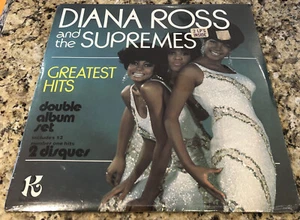 DIANA ROSS
and the SUPREMES
GREATEST
HITS
double
album
set
2 disques
K